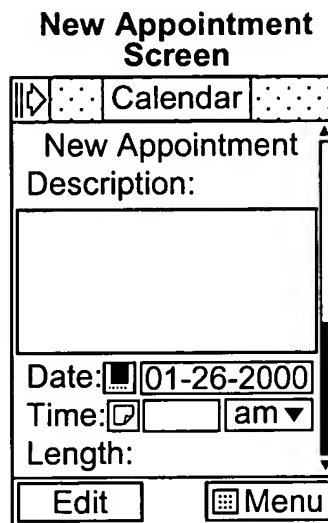 New Appointment
Screen
Calendar
New Appointment
Description:
Date: 01-26-2000
Time: am
Length:
Edit Menu